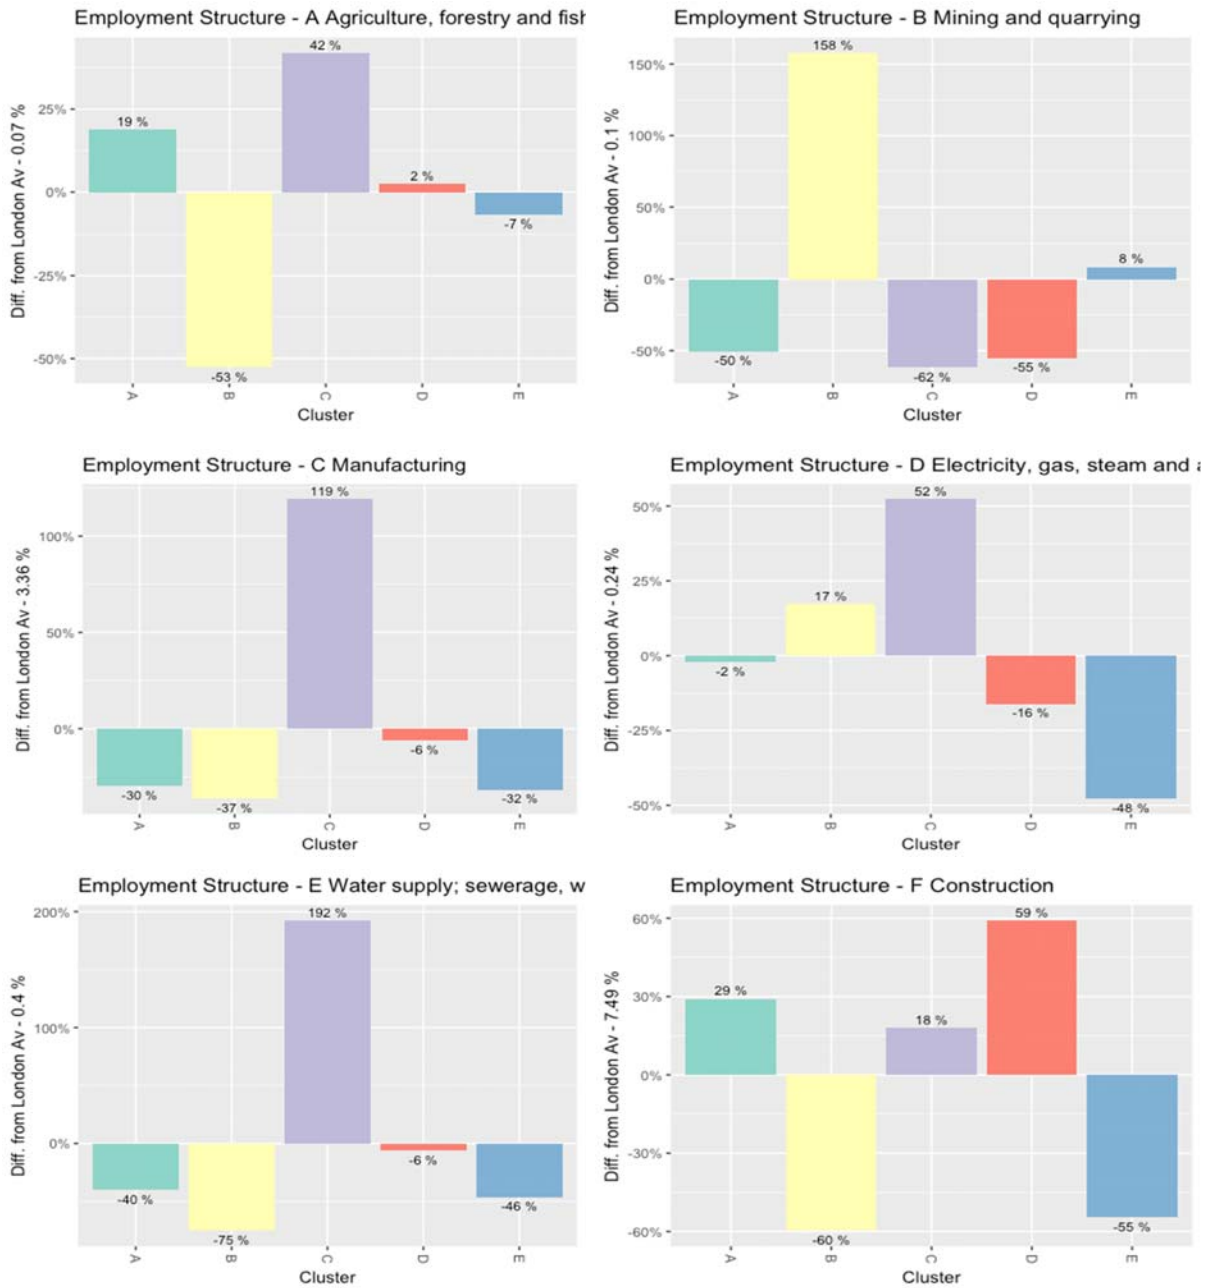 Employment Structure - A Agriculture, forestry and fish
Diff. from London Av - 0.07 %
25%
0%
-25%
-50%
19 %
-53 %
42 %
2 %
-7 %
A
B
C
D
E
Cluster
Employment Structure - B Mining and quarrying
Diff. from London Av - 0.1 %
150%
100%
50%
0%
-50%
-50 %
158 %
-62 %
-55 %
8 %
A
B
C
D
E
Cluster
Employment Structure - C Manufacturing
Diff. from London Av - 3.36 %
100%
50%
0%
-30 %
-37 %
119 %
-6 %
-32 %
A
B
C
D
E
Cluster
Employment Structure - D Electricity, gas, steam and a
Diff. from London Av - 0.24 %
50%
25%
0%
-25%
-50%
-2 %
17 %
52 %
-16 %
-48 %
A
B
C
D
E
Cluster
Employment Structure - E Water supply; sewerage, w
Diff. from London Av - 0.4 %
200%
100%
0%
-40 %
-75 %
192 %
-6 %
-46 %
A
B
C
D
E
Cluster
Employment Structure - F Construction
Diff. from London Av - 7.49 %
60%
30%
0%
-30%
-60%
29 %
-60 %
18 %
59 %
-55 %
A
B
C
D
E
Cluster